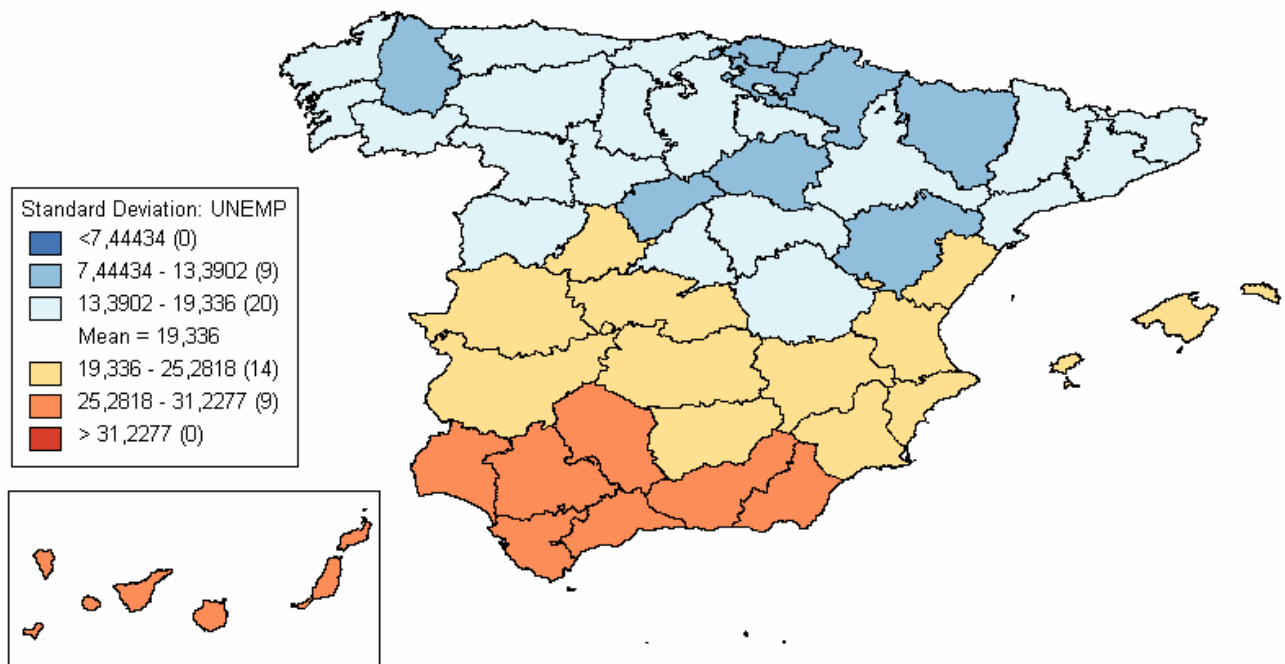 Standard Deviation: UNEMP
<7,44434 (0)
7,44434 - 13,3902 (9)
13,3902 - 19,336 (20)
Mean = 19,336
19,336 - 25,2818 (14)
25,2818 - 31,2277 (9)
> 31,2277 (0)